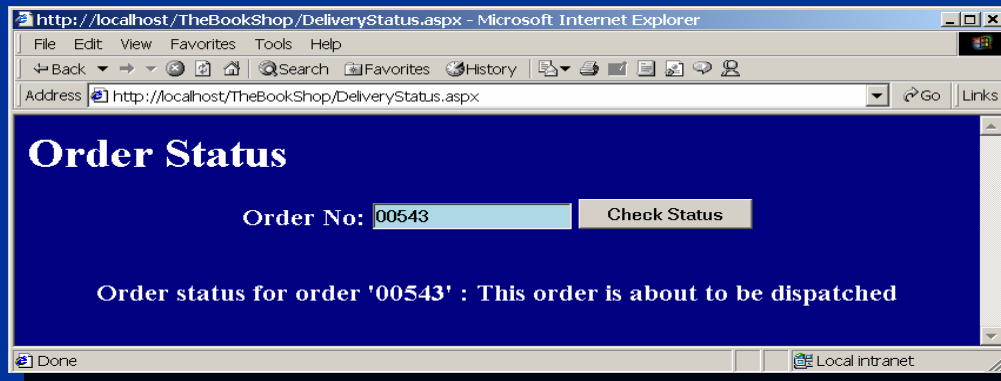 http://localhost/TheBookShop/DeliveryStatus.aspx - Microsoft Internet Explorer
File Edit View Favorites Tools Help
Back Search Favorites History
Address http://localhost/TheBookShop/DeliveryStatus.aspx Go Links
Order Status
Order No: 00543 Check Status
Order status for order '00543' : This order is about to be dispatched
Done Local intranet